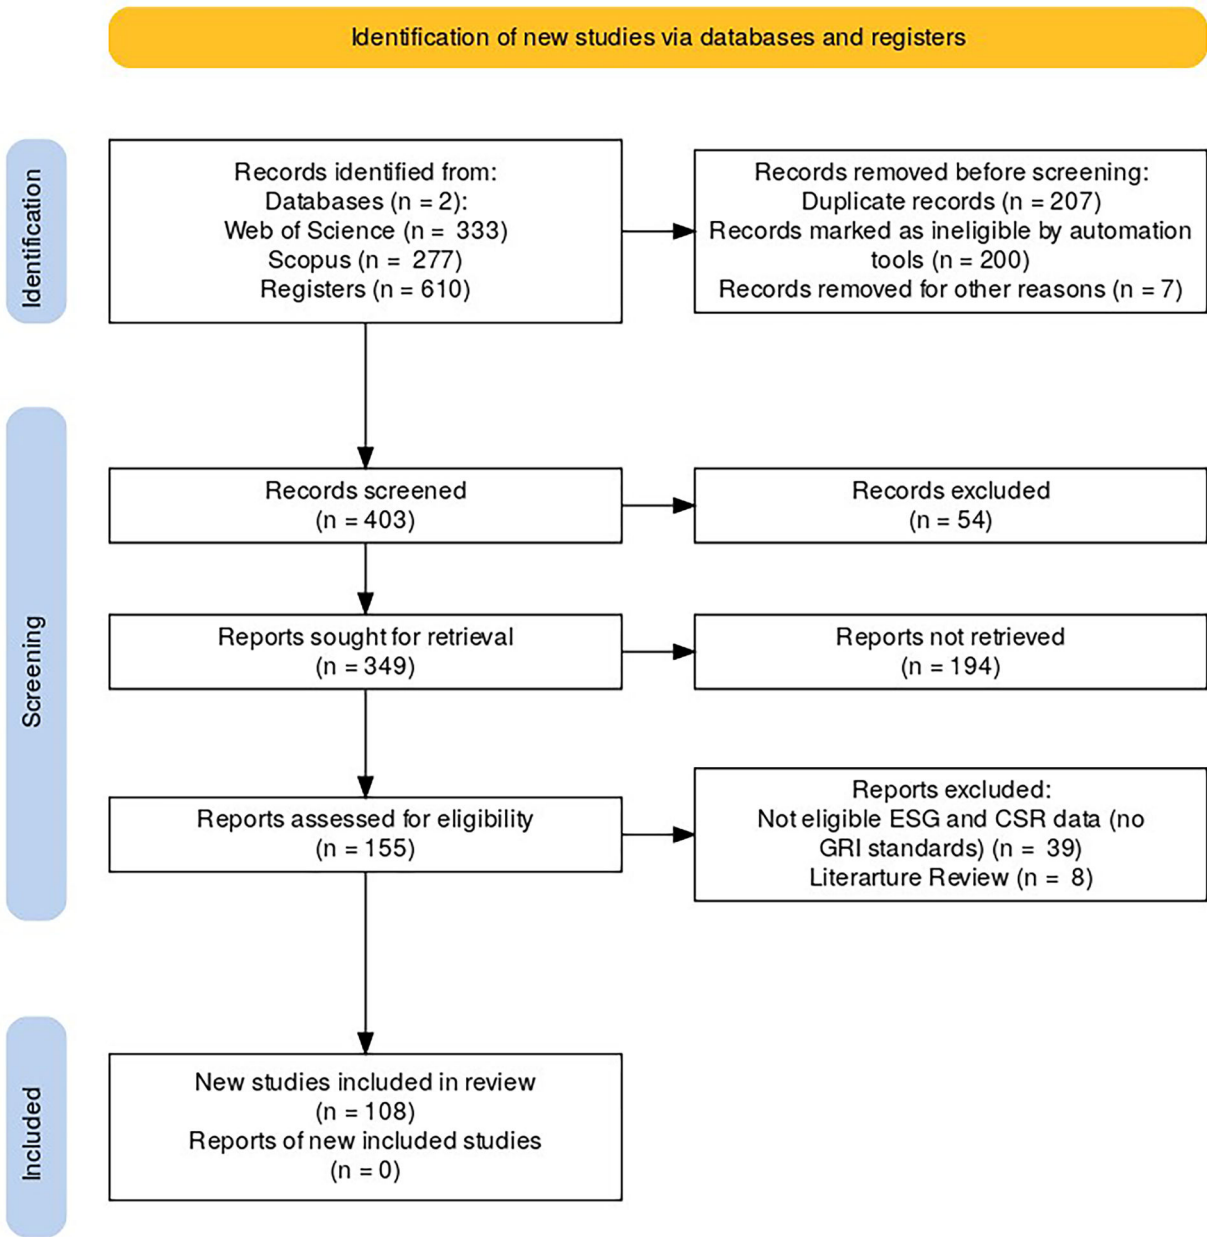 Identification of new studies via databases and registers
Identification
Records identified from:
Databases (n = 2):
Web of Science (n = 333)
Scopus (n = 277)
Registers (n = 610)
Records removed before screening:
Duplicate records (n = 207)
Records marked as ineligible by automation
tools (n = 200)
Records removed for other reasons (n = 7)
Screening
Records screened
(n = 403)
Records excluded
(n = 54)
Reports sought for retrieval
(n = 349)
Reports not retrieved
(n = 194)
Reports assessed for eligibility
(n = 155)
Reports excluded:
Not eligible ESG and CSR data (no
GRI standards) (n = 39)
Literarture Review (n = 8)
Included
New studies included in review
(n = 108)
Reports of new included studies
(n = 0)